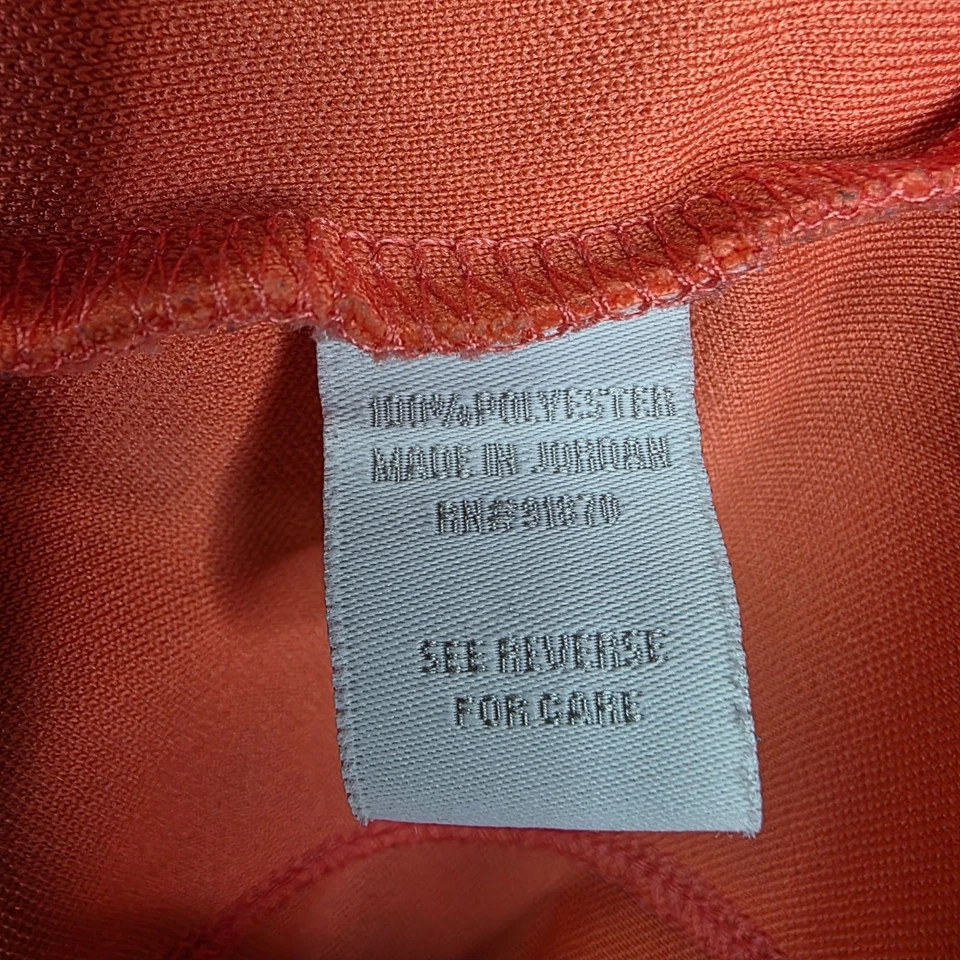 100% POLYESTER
MADE IN JORDAN
RN#91870
SEE REVERSE
FOR CARE